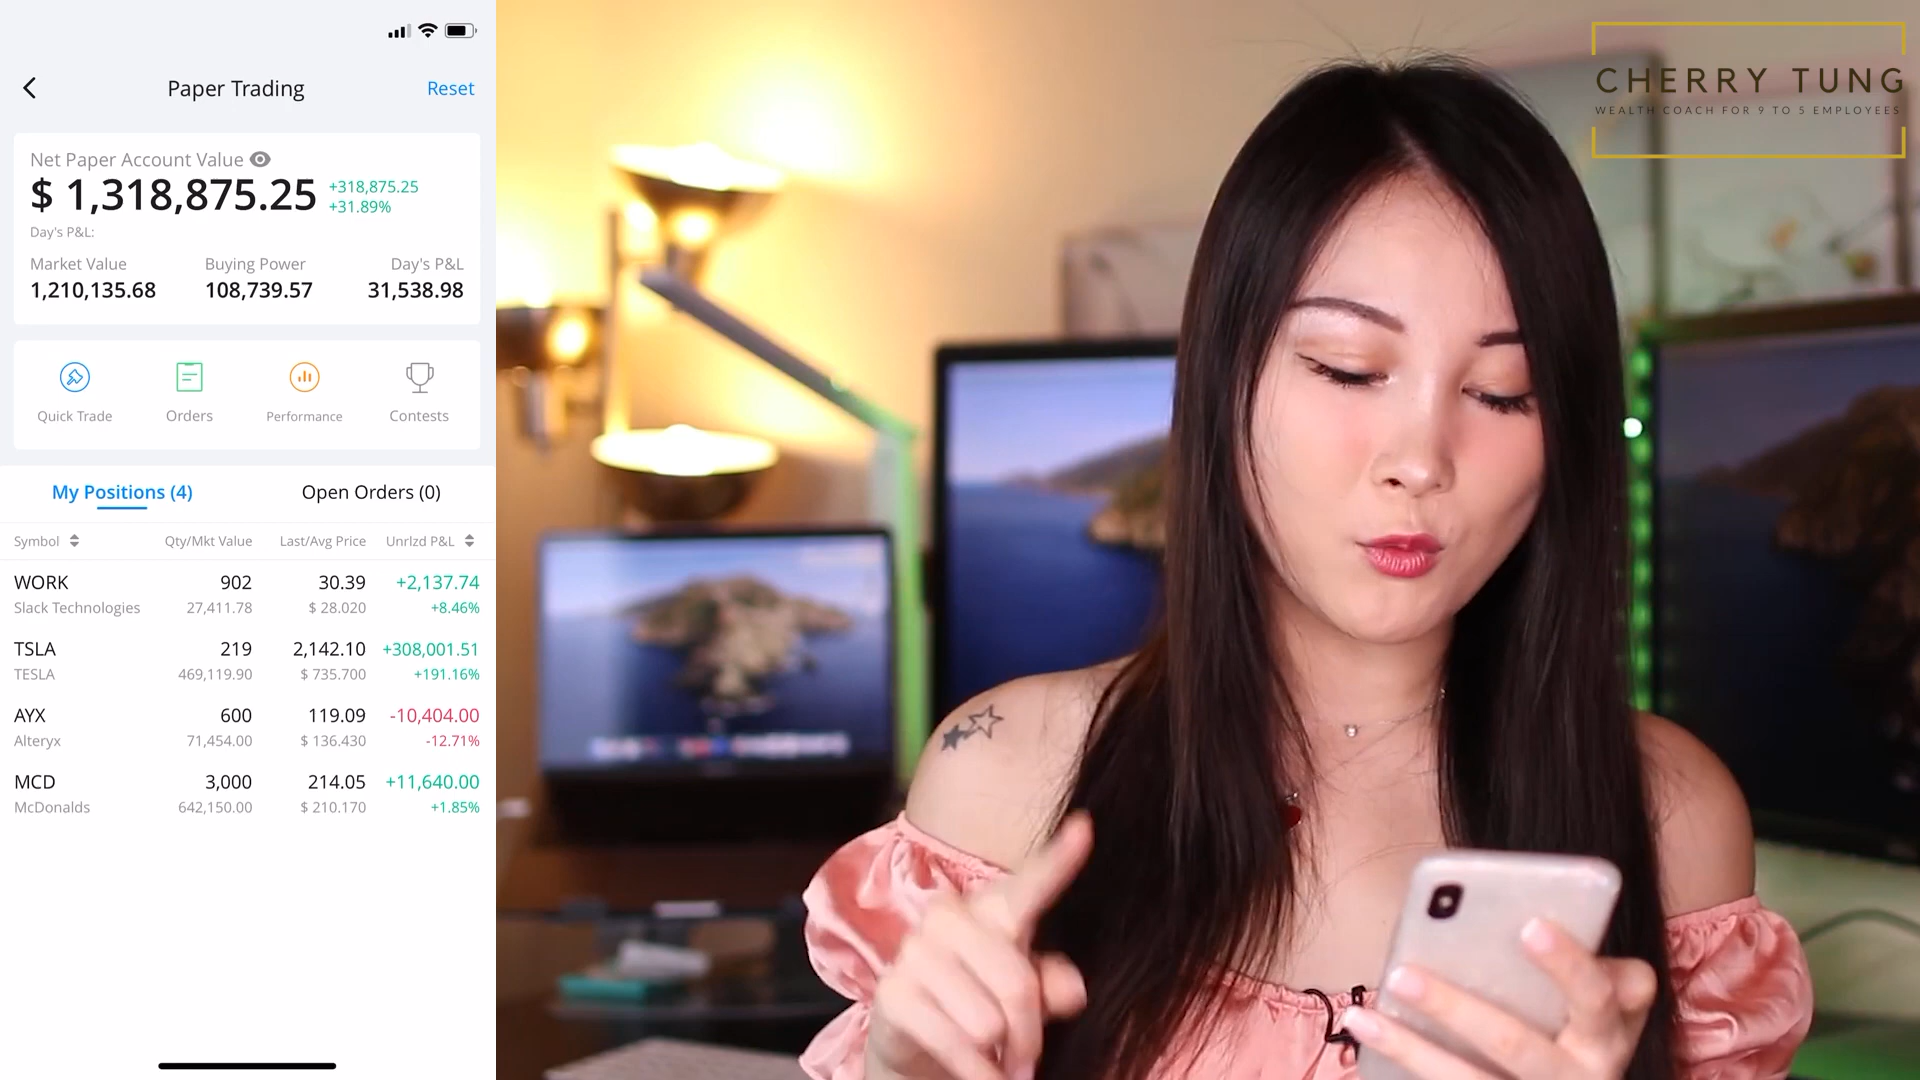 Paper Trading
Reset
Net Paper Account Value
$ 1,318,875.25
+318,875.25
+31.89%
Day's P&L:
Market Value Buying Power Day's P&L
1,210,135.68 108,739.57 31,538.98
Quick Trade Orders Performance Contests
My Positions (4) Open Orders (0)
Symbol Qty/Mkt Value Last/Avg Price Unrlzd P&L
WORK 902 30.39 +2,137.74
Slack Technologies 27,411.78 $ 28.020 +8.46%
TSLA 219 2,142.10 +308,001.51
TESLA 469,119.90 $ 735.700 +191.16%
AYX 600 119.09 -10,404.00
Alteryx 71,454.00 $ 136.430 -12.71%
MCD 3,000 214.05 +11,640.00
McDonalds 642,150.00 $ 210.170 +1.85%
CHERRY TUNG
WEALTH COACH FOR 9 TO 5 EMPLOYEES